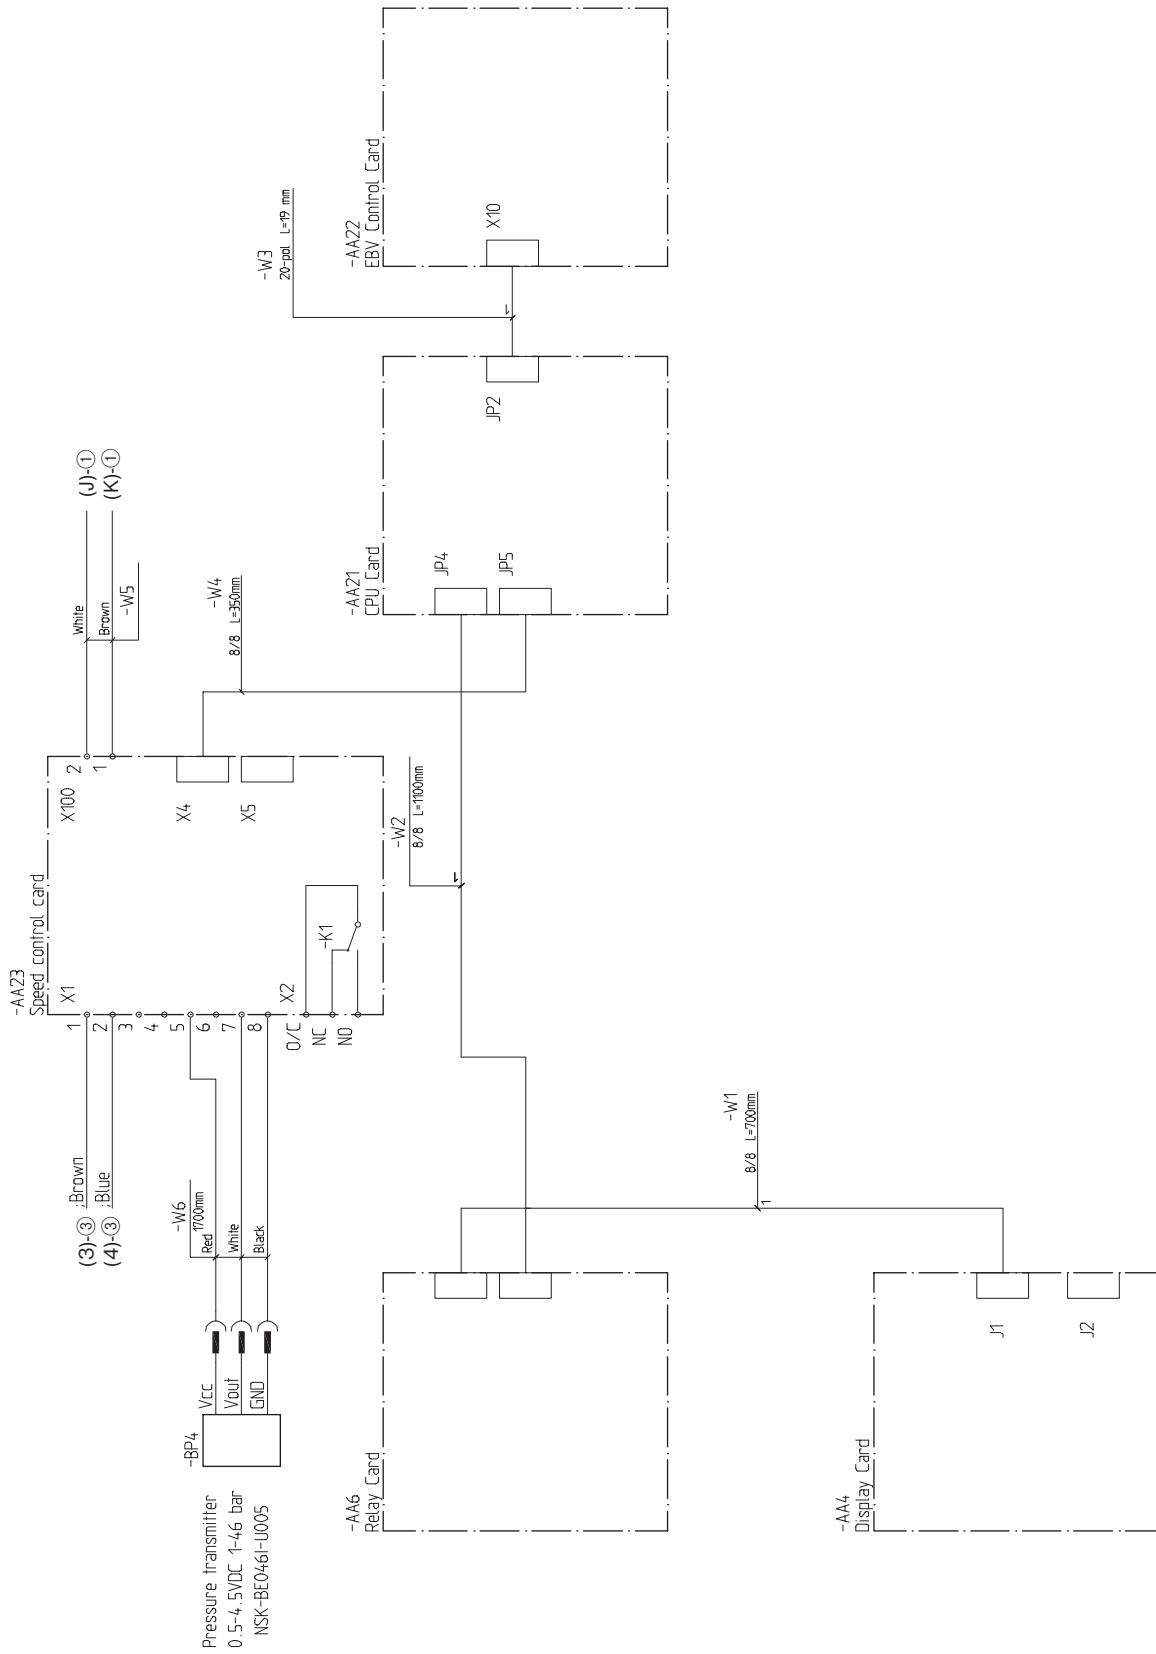 -AA23
Speed control card
X1
1
2
3
4
5
6
7
8
X2
O/C
NC
NO
-K1
X100
2
1
X4
X5
(3)-③ :Brown
(4)-③ :Blue
-W6
1700mm
Red
White
Black
Vcc
Vout
GND
-BP4
Pressure transmitter
0.5-4.5VDC 1-46 bar
NSK-BE046I-U005
White
Brown
-W5
(J)-①
(K)-①
-W4
8/8 L=350mm
-W2
8/8 L=1100mm
1
-AA6
Relay Card
-AA21
CPU Card
JP4
JP5
JP2
-W3
20-pol L=19 mm
1
-AA22
EBV Control Card
X10
-W1
8/8 L=700mm
1
-AA4
Display Card
J1
J2